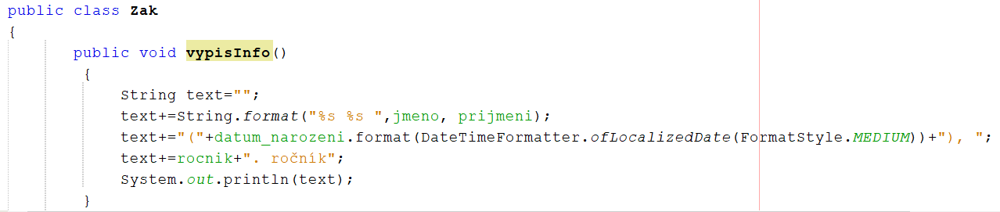 public class Zak
{
public void vypisInfo()
{
String text="";
text+=String.format("%s %s ",jmeno, prijmeni);
text+="("+datum_narozeni.format(DateTimeFormatter.ofLocalizedDate(FormatStyle.MEDIUM))+"), ";
text+=rocnik+". ročník";
System.out.println(text);
}